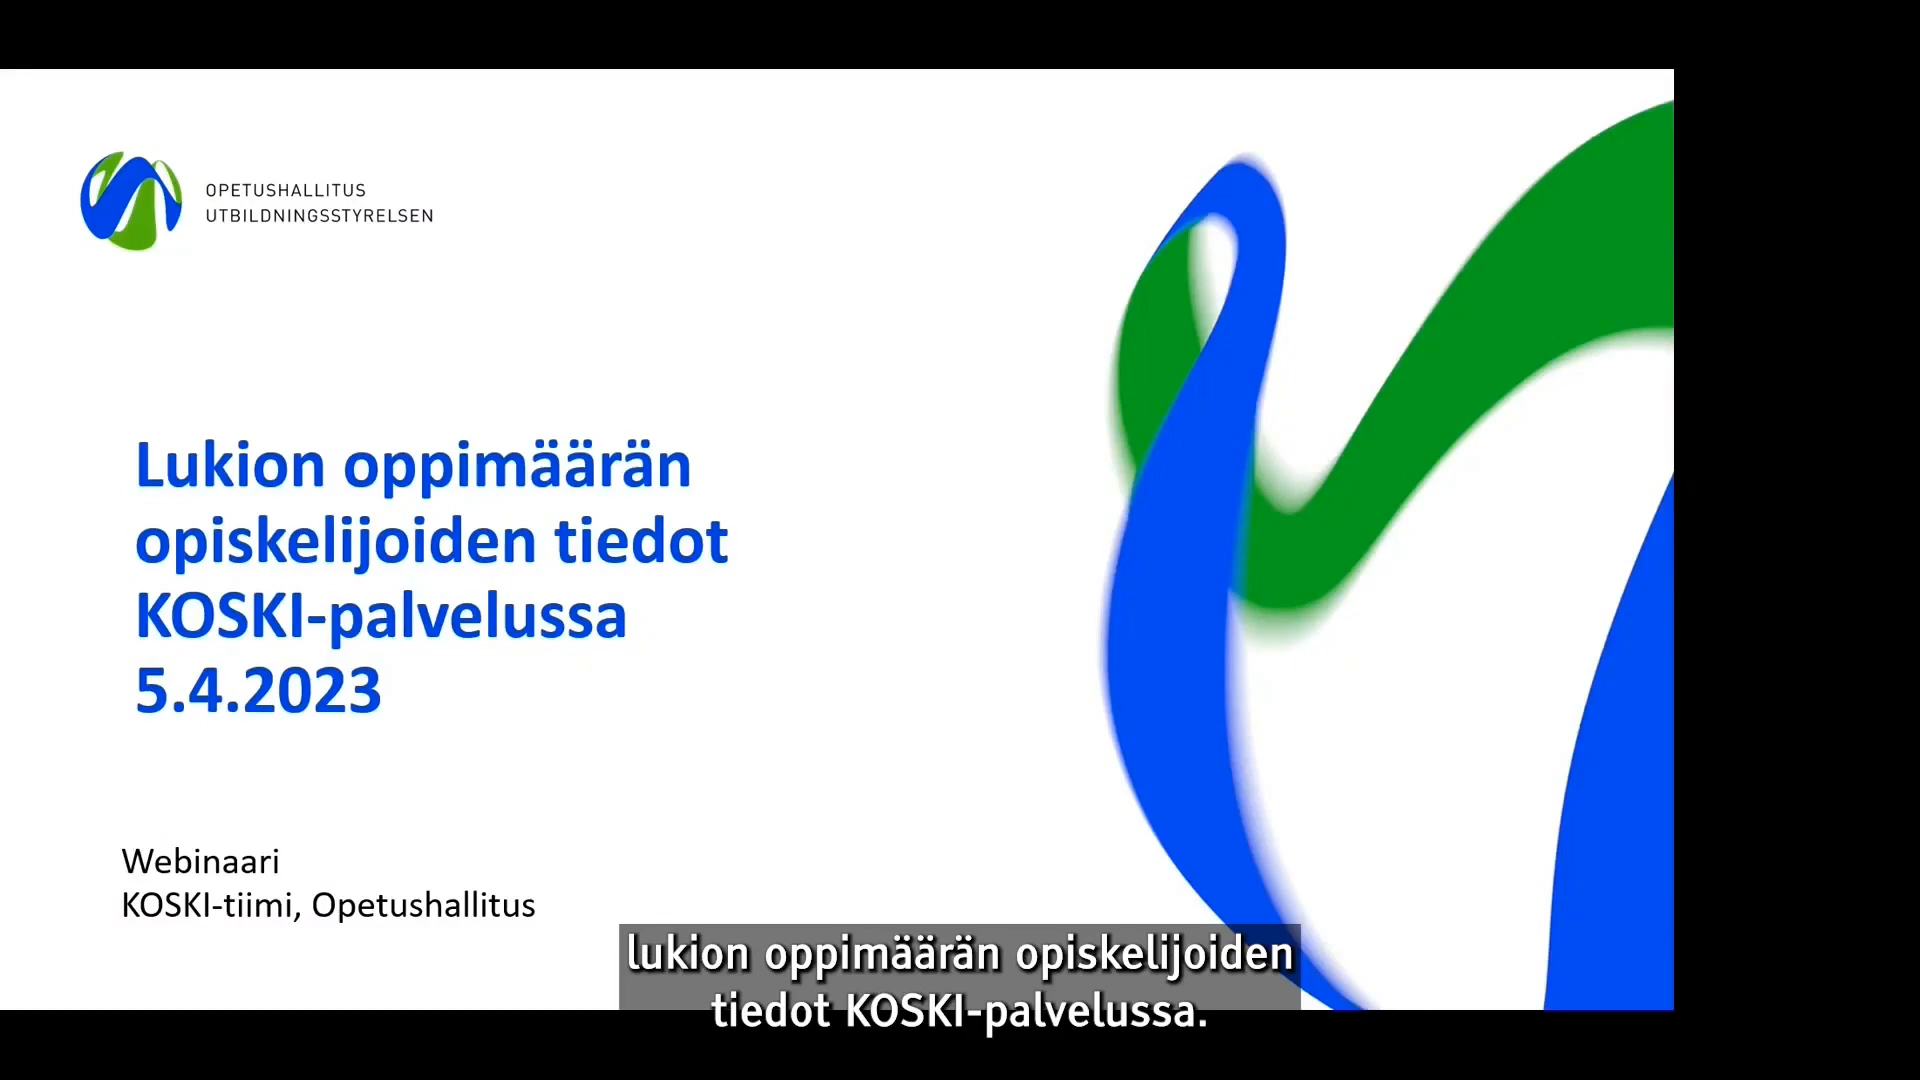 OPETUSHALLITUS
UTBILDNINGSSTYRELSEN
Lukion oppimäärän
opiskelijoiden tiedot
KOSKI-palvelussa
5.4.2023
Webinaari
KOSKI-tiimi, Opetushallitus
lukion oppimäärän opiskelijoiden
tiedot KOSKI-palvelussa.